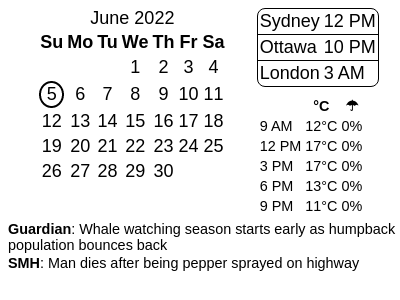 June 2022
Su Mo Tu We Th Fr Sa
1 2 3 4
5 6 7 8 9 10 11
12 13 14 15 16 17 18
19 20 21 22 23 24 25
26 27 28 29 30
Sydney 12 PM
Ottawa 10 PM
London 3 AM
°C ☂
9 AM 12°C 0%
12 PM 17°C 0%
3 PM 17°C 0%
6 PM 13°C 0%
9 PM 11°C 0%
Guardian: Whale watching season starts early as humpback
population bounces back
SMH: Man dies after being pepper sprayed on highway